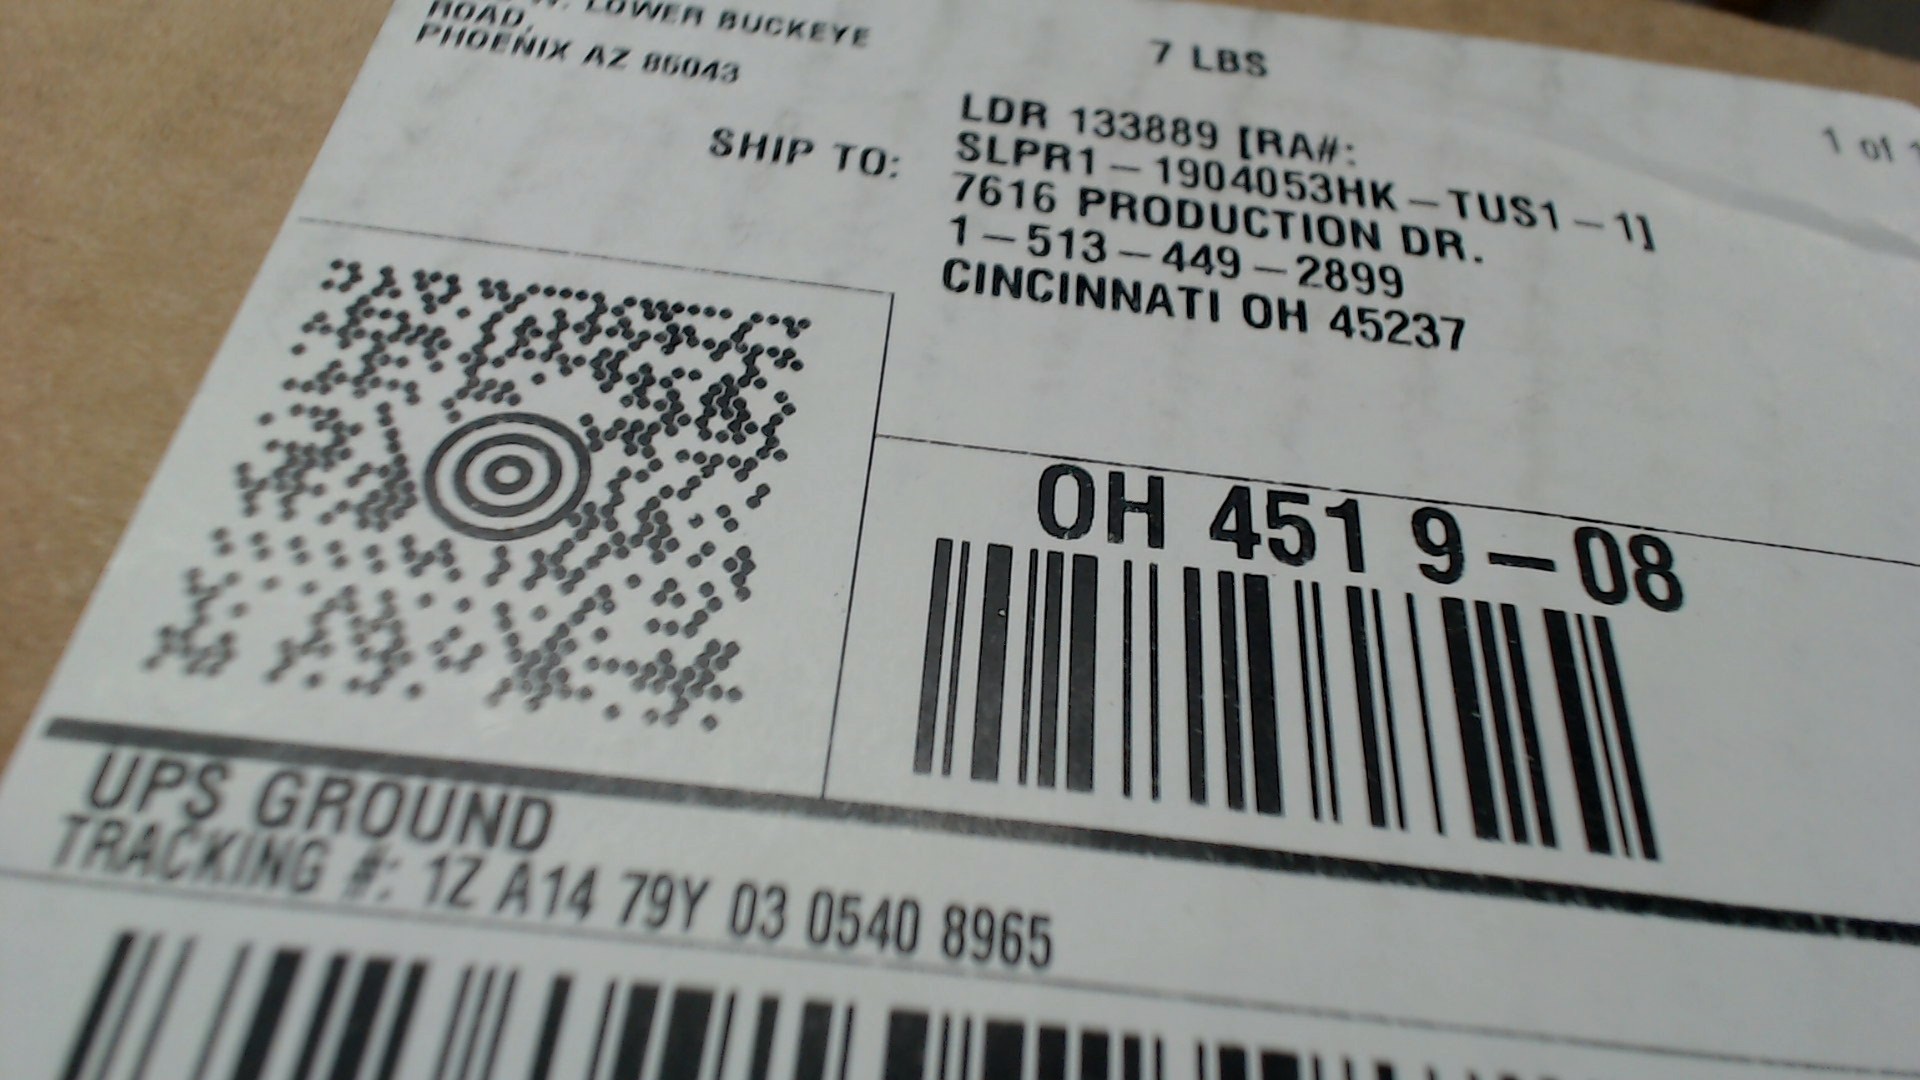 LOWER BUCKEYE
ROAD,
PHOENIX AZ 85043
7 LBS
1 of 1
SHIP TO:
LDR 133889 [RA#:
SLPR1-1904053HK-TUS1-1]
7616 PRODUCTION DR.
1-513-449-2899
CINCINNATI OH 45237
OH 451 9-08
UPS GROUND
TRACKING #: 1Z A14 79Y 03 0540 8965